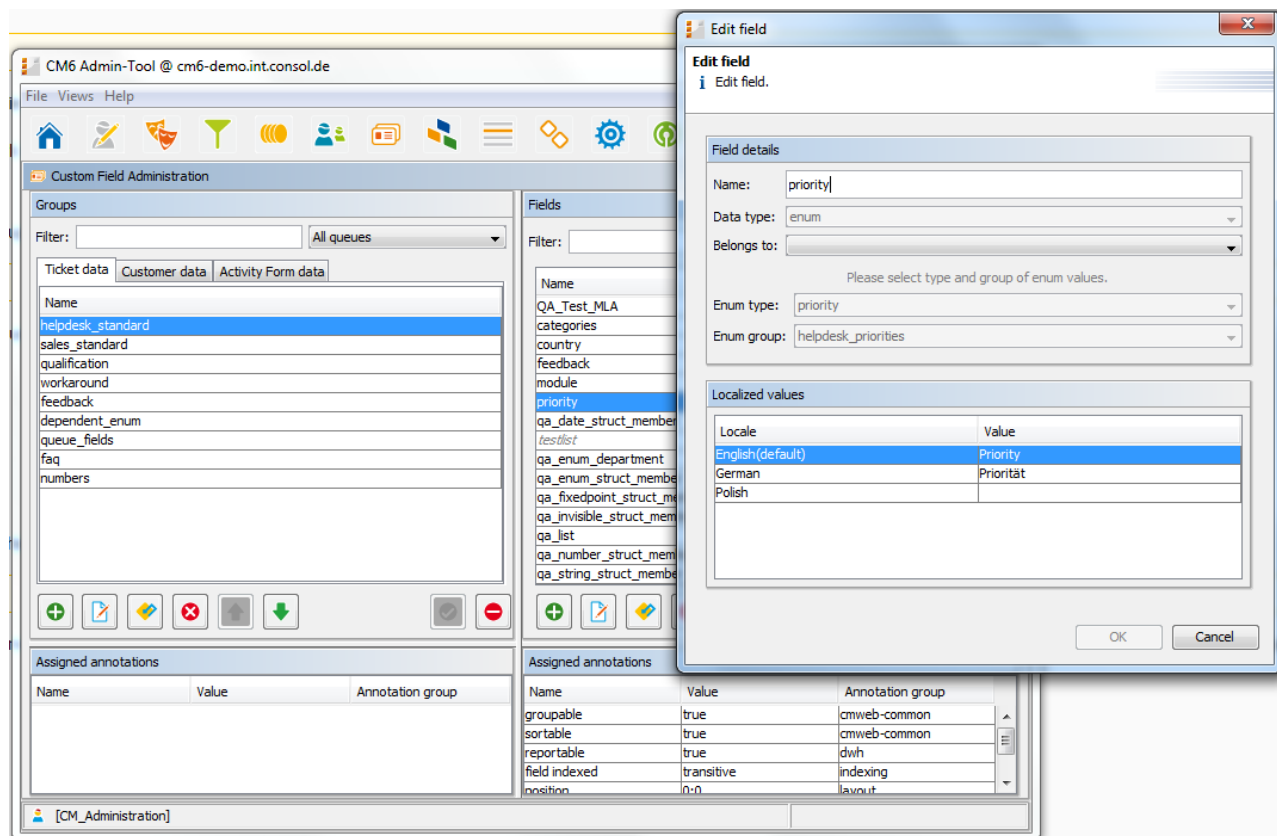 CM6 Admin-Tool @ cm6-demo.int.consol.de
File Views Help
Custom Field Administration
Groups
Filter:
All queues
Ticket data
Customer data
Activity Form data
Name
helpdesk_standard
sales_standard
qualification
workaround
feedback
dependent_enum
queue_fields
faq
numbers
Assigned annotations
Name Value Annotation group
Fields
Filter:
Name
QA_Test_MLA
categories
country
feedback
module
priority
qa_date_struct_member
testlist
qa_enum_department
qa_enum_struct_membe
qa_fixedpoint_struct_me
qa_invisible_struct_mem
qa_list
qa_number_struct_mem
qa_string_struct_membe
Assigned annotations
Name Value Annotation group
groupable true cmweb-common
sortable true cmweb-common
reportable true dwh
field indexed transitive indexing
position 0:0 layout
[CM_Administration]
Edit field
Edit field
i Edit field.
Field details
Name: priority
Data type: enum
Belongs to:
Please select type and group of enum values.
Enum type: priority
Enum group: helpdesk_priorities
Localized values
Locale Value
English(default) Priority
German Priorität
Polish
OK Cancel